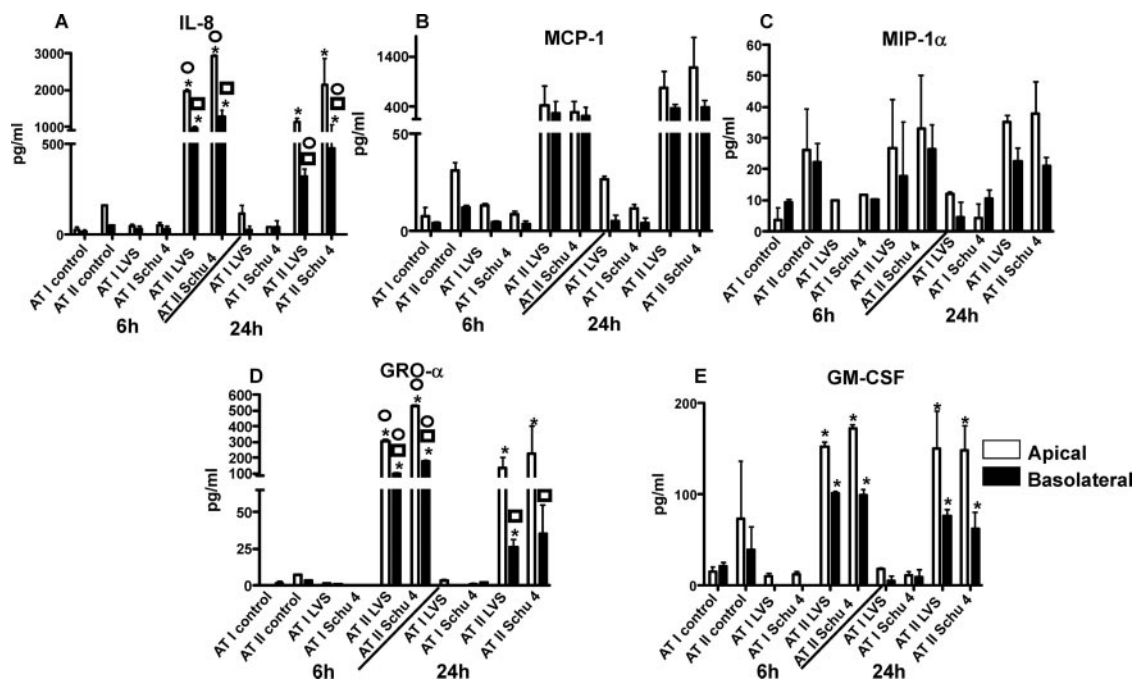 A
IL-8
3000
2000
1000
500
0
pg/ml
AT I control
AT II control
AT I LVS
AT I Schu 4
AT II LVS
AT II Schu 4
AT I LVS
AT I Schu 4
AT II LVS
AT II Schu 4
6h
24h
B
MCP-1
1400
400
50
0
pg/ml
AT I control
AT II control
AT I LVS
AT I Schu 4
AT II LVS
AT II Schu 4
AT I LVS
AT I Schu 4
AT II LVS
AT II Schu 4
6h
24h
C
MIP-1α
60
50
40
30
20
10
0
pg/ml
AT I control
AT II control
AT I LVS
AT I Schu 4
AT II LVS
AT II Schu 4
AT I LVS
AT I Schu 4
AT II LVS
AT II Schu 4
6h
24h
D
GRO-α
600
500
400
300
200
100
50
25
0
pg/ml
AT I control
AT II control
AT I LVS
AT I Schu 4
AT II LVS
AT II Schu 4
AT I LVS
AT I Schu 4
AT II LVS
AT II Schu 4
6h
24h
E
GM-CSF
200
100
0
pg/ml
AT I control
AT II control
AT I LVS
AT I Schu 4
AT II LVS
AT II Schu 4
AT I LVS
AT I Schu 4
AT II LVS
AT II Schu 4
6h
24h
Apical
Basolateral